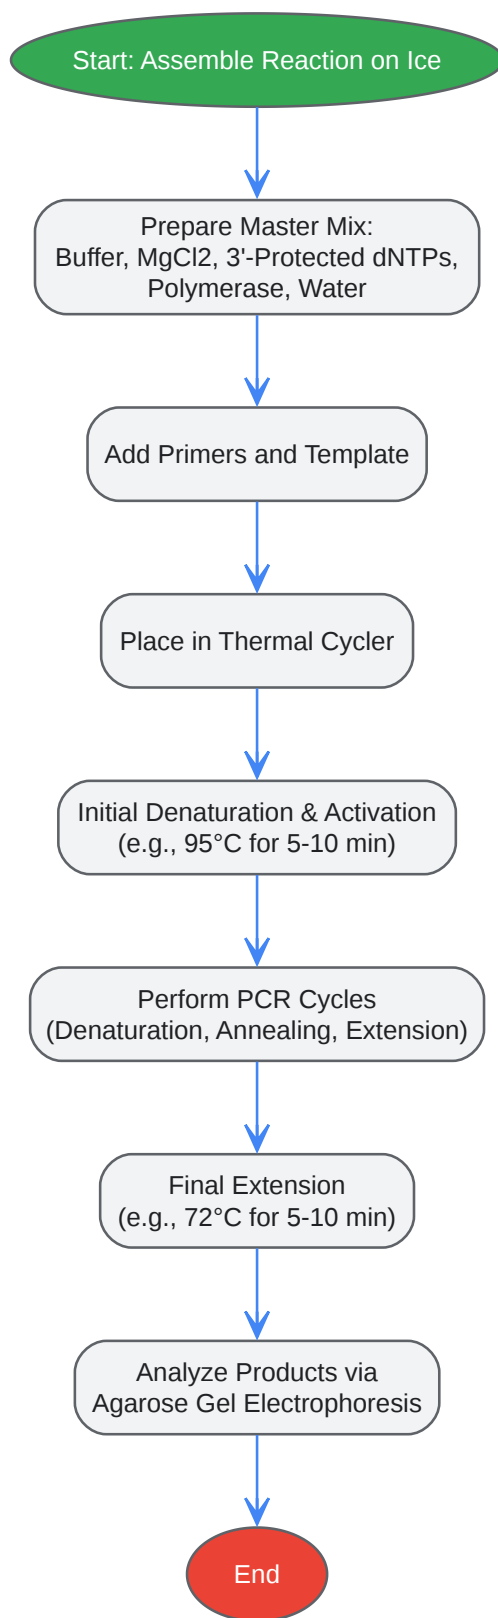 Start: Assemble Reaction on Ice
Prepare Master Mix:
Buffer, MgCl2, 3'-Protected dNTPs,
Polymerase, Water
Add Primers and Template
Place in Thermal Cycler
Initial Denaturation & Activation
(e.g., 95°C for 5-10 min)
Perform PCR Cycles
(Denaturation, Annealing, Extension)
Final Extension
(e.g., 72°C for 5-10 min)
Analyze Products via
Agarose Gel Electrophoresis
End